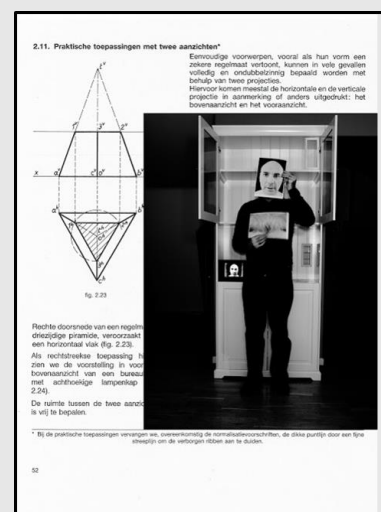 2.11. Praktische toepassingen met twee aanzichten*
Eenvoudige voorwerpen, vooral als hun vorm een
zekere regelmaat vertoont, kunnen in vele gevallen
volledig en ondubbelzinnig bepaald worden met
behulp van twee projecties.
Hiervoor komen meestal de horizontale en de verticale
projectie in aanmerking of anders uitgedrukt: het
bovenaanzicht en het vooraanzicht.
x
fig. 2.23
Rechte doorsnede van een regelm
driezijdige piramide, veroorzaakt
een horizontaal vlak (fig. 2.23).
Als rechtstreekse toepassing h
zien we de voorstelling in voor
bovenaanzicht van een bureau
met achthoekige lampenkap
2.24).
De ruimte tussen de twee aanzic
is vrij te bepalen.
* Bij de praktische toepassingen vervangen we, overeenkomstig de normalisatievoorschriften, de dikke puntlijn door een fijne
streeplijn om de verborgen ribben aan te duiden.
52